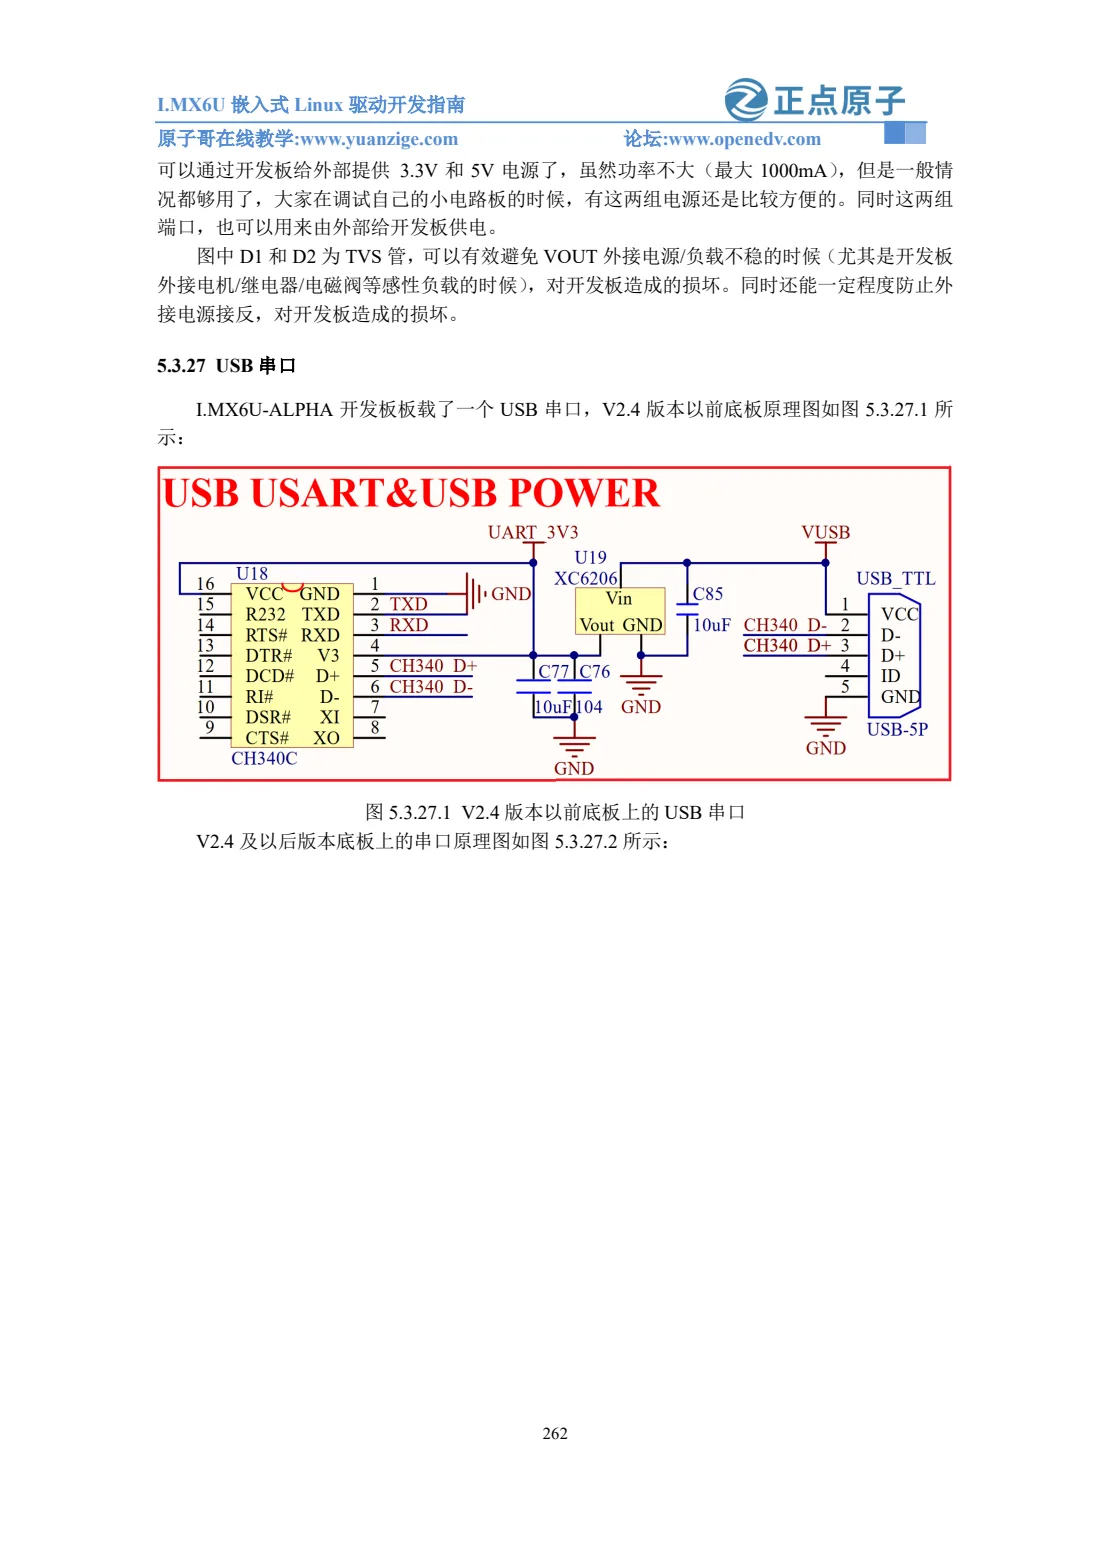 I.MX6U 嵌入式 Linux 驱动开发指南
正点原子
原子哥在线教学:www.yuanzige.com 论坛:www.openedv.com
可以通过开发板给外部提供 3.3V 和 5V 电源了，虽然功率不大（最大 1000mA），但是一般情
况都够用了，大家在调试自己的小电路板的时候，有这两组电源还是比较方便的。同时这两组
端口，也可以用来由外部给开发板供电。
图中 D1 和 D2 为 TVS 管，可以有效避免 VOUT 外接电源/负载不稳的时候（尤其是开发板
外接电机/继电器/电磁阀等感性负载的时候），对开发板造成的损坏。同时还能一定程度防止外
接电源接反，对开发板造成的损坏。
5.3.27 USB 串口
I.MX6U-ALPHA 开发板板载了一个 USB 串口，V2.4 版本以前底板原理图如图 5.3.27.1 所
示：
USB USART&USB POWER
UART_3V3
VUSB
U18
U19
XC6206
USB_TTL
16 VCC GND 1 GND
15 R232 TXD 2 TXD
14 RTS# RXD 3 RXD
13 DTR# V3 4
12 DCD# D+ 5 CH340_D+
11 RI# D- 6 CH340_D-
10 DSR# XI 7
9 CTS# XO 8
CH340C
Vin
Vout GND
C85
10uF
C77 C76
10uF 104
GND
GND
1 VCC
CH340_D- 2 D-
CH340_D+ 3 D+
4 ID
5 GND
USB-5P
GND
图 5.3.27.1 V2.4 版本以前底板上的 USB 串口
V2.4 及以后版本底板上的串口原理图如图 5.3.27.2 所示：
262